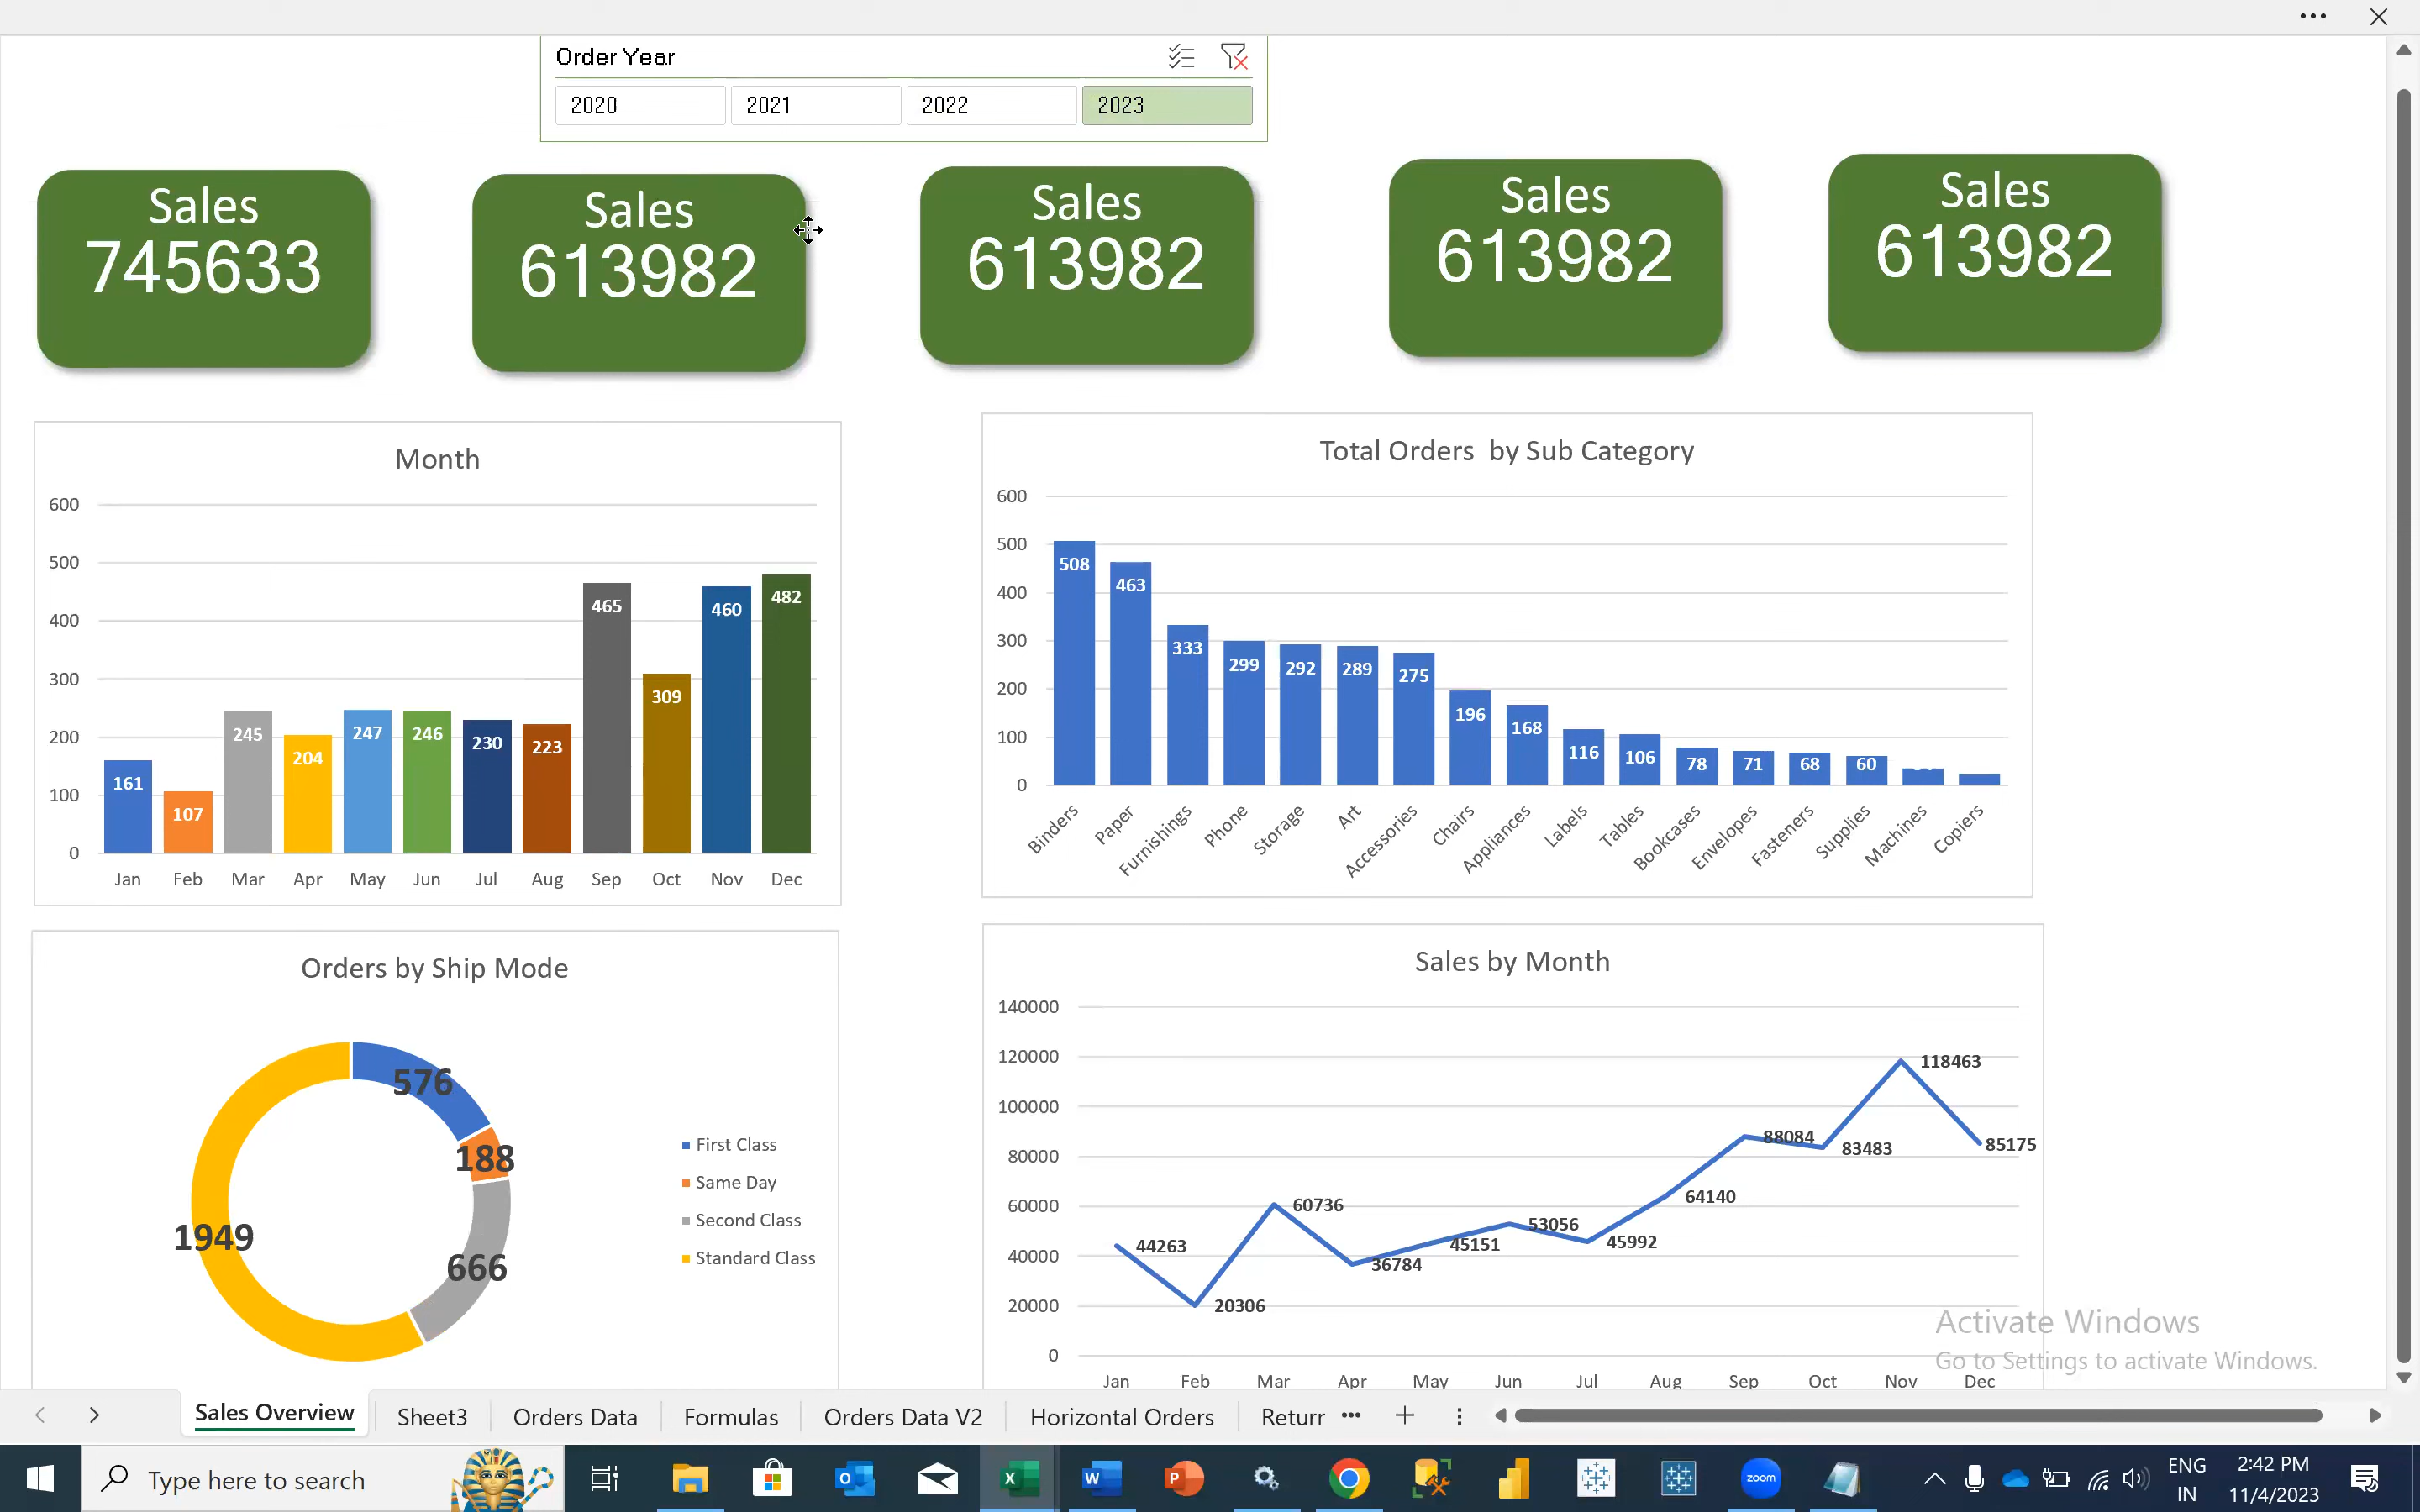 Order Year
2020 2021 2022 2023
Sales
745633
Sales
613982
Sales
613982
Sales
613982
Sales
613982
Month
600
500
400
300
200
100
0
161 107 245 204 247 246 230 223 465 309 460 482
Jan Feb Mar Apr May Jun Jul Aug Sep Oct Nov Dec
Total Orders by Sub Category
600
500
400
300
200
100
0
508 463 333 299 292 289 275 196 168 116 106 78 71 68 60
Binders Paper Furnishings Phone Storage Art Accessories Chairs Appliances Labels Tables Bookcases Envelopes Fasteners Supplies Machines Copiers
Orders by Ship Mode
576
188
666
1949
First Class
Same Day
Second Class
Standard Class
Sales by Month
140000
120000
100000
80000
60000
40000
20000
0
44263 20306 60736 36784 45151 53056 45992 64140 88084 83483 118463 85175
Jan Feb Mar Apr May Jun Jul Aug Sep Oct Nov Dec
Activate Windows
Go to Settings to activate Windows.
Sales Overview Sheet3 Orders Data Formulas Orders Data V2 Horizontal Orders Returr
Type here to search
zoom
ENG
IN
2:42 PM
11/4/2023